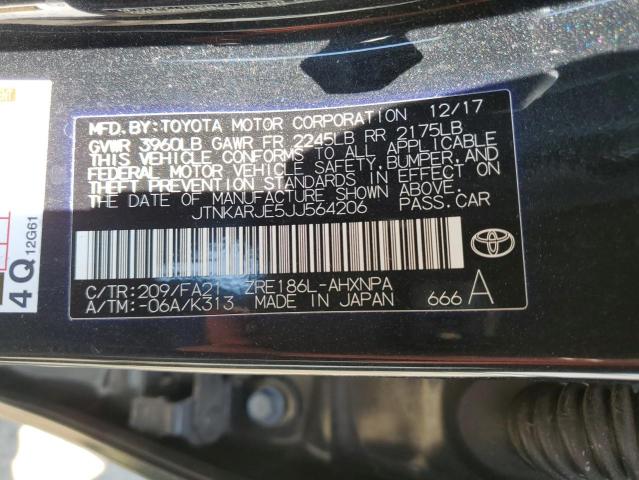 MFD.BY:TOYOTA MOTOR CORPORATION 12/17
GVWR 3960LB GAWR FR 2245LB RR 2175LB
THIS VEHICLE CONFORMS TO ALL APPLICABLE
FEDERAL MOTOR VEHICLE SAFETY, BUMPER, AND
THEFT PREVENTION STANDARDS IN EFFECT ON
THE DATE OF MANUFACTURE SHOWN ABOVE.
JTNKARJE5JJ564206 PASS.CAR
TOYOTA
C/TR:209/FA21 ZRE186L-AHXNPA
A/TM:-06A/K313 MADE IN JAPAN 666 A
4Q
12G61